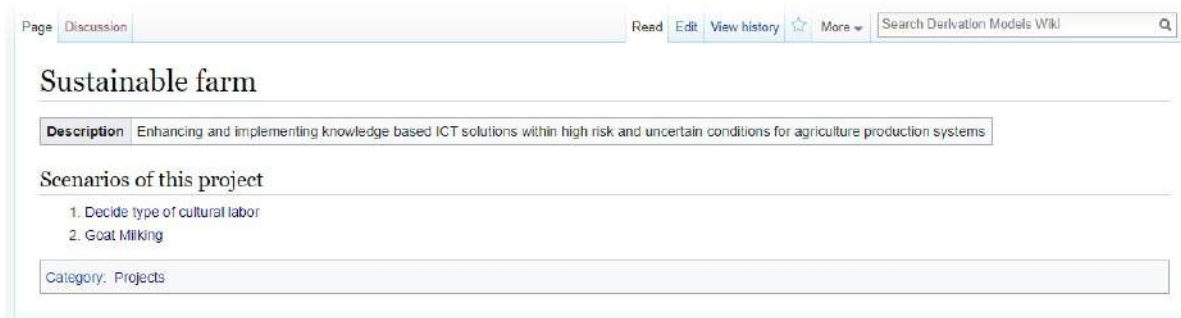 Page Discussion Read Edit View history More Search Derivation Models Wiki
Sustainable farm
Description Enhancing and implementing knowledge based ICT solutions within high risk and uncertain conditions for agriculture production systems
Scenarios of this project
1. Decide type of cultural labor
2. Goat Milking
Category: Projects